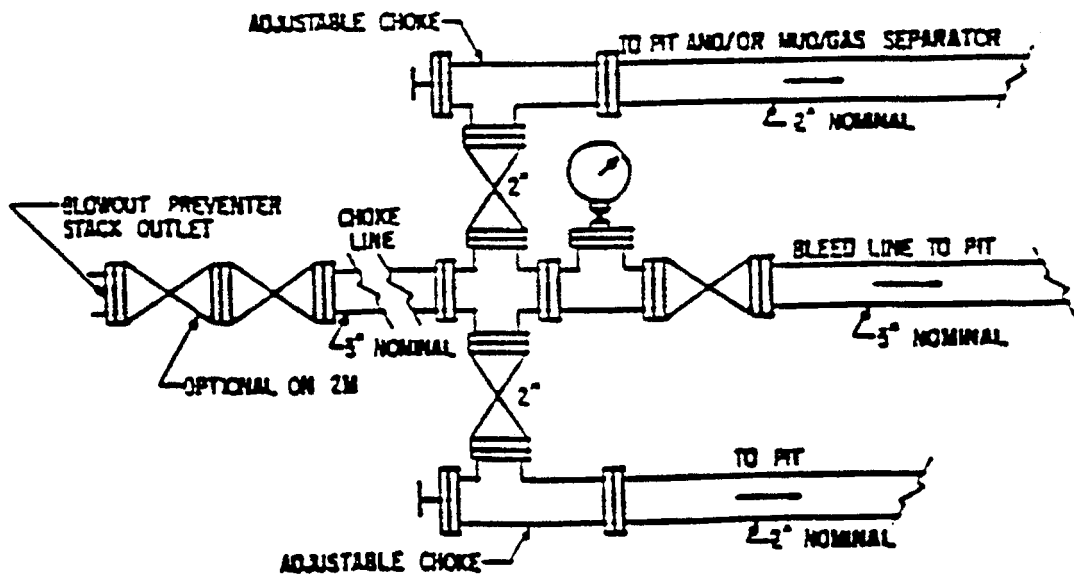 ADJUSTABLE CHOKE
TO PIT AND/OR MUD/GAS SEPARATOR
2" NOMINAL
2"
BLOWOUT PREVENTER
STACK OUTLET
CHOKE
LINE
BLEED LINE TO PIT
3" NOMINAL
3" NOMINAL
OPTIONAL ON 2M
2"
TO PIT
2" NOMINAL
ADJUSTABLE CHOKE